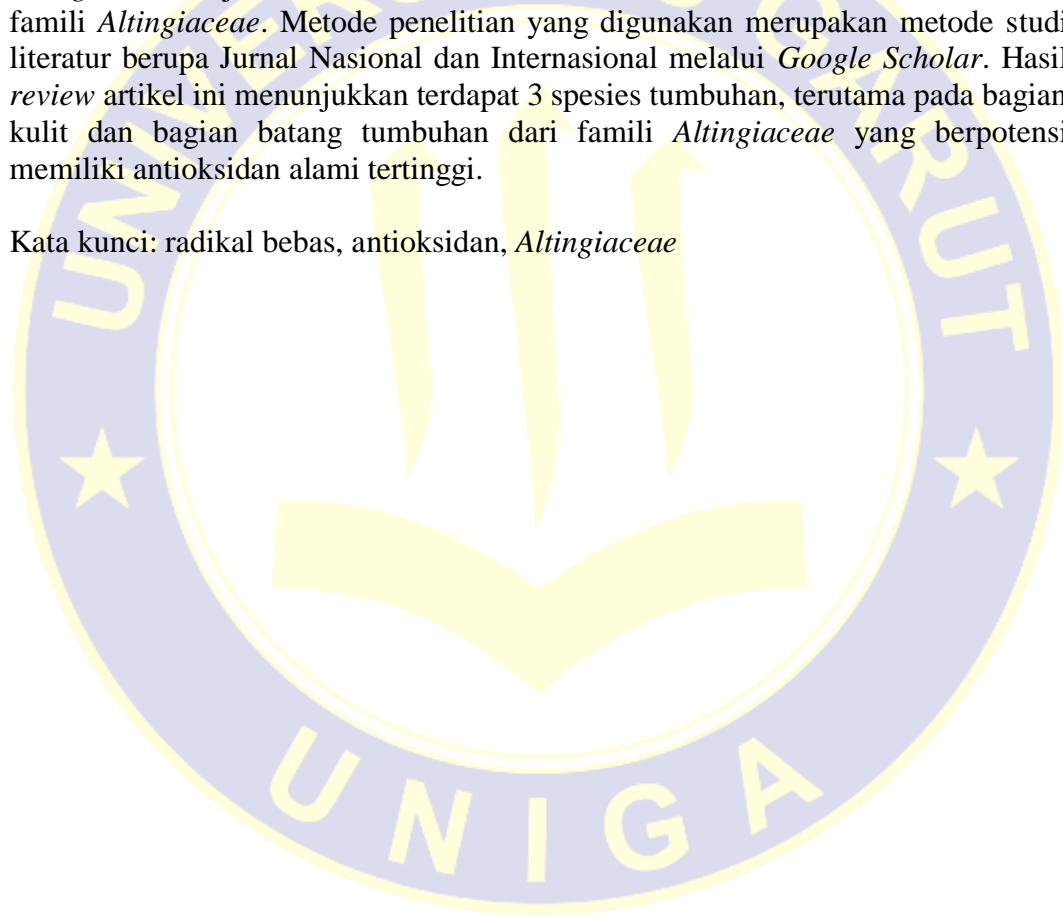 famili Altingiaceae. Metode penelitian yang digunakan merupakan metode studi
literatur berupa Jurnal Nasional dan Internasional melalui Google Scholar. Hasil
review artikel ini menunjukkan terdapat 3 spesies tumbuhan, terutama pada bagian
kulit dan bagian batang tumbuhan dari famili Altingiaceae yang berpotensi
memiliki antioksidan alami tertinggi.
Kata kunci: radikal bebas, antioksidan, Altingiaceae
UNIGA